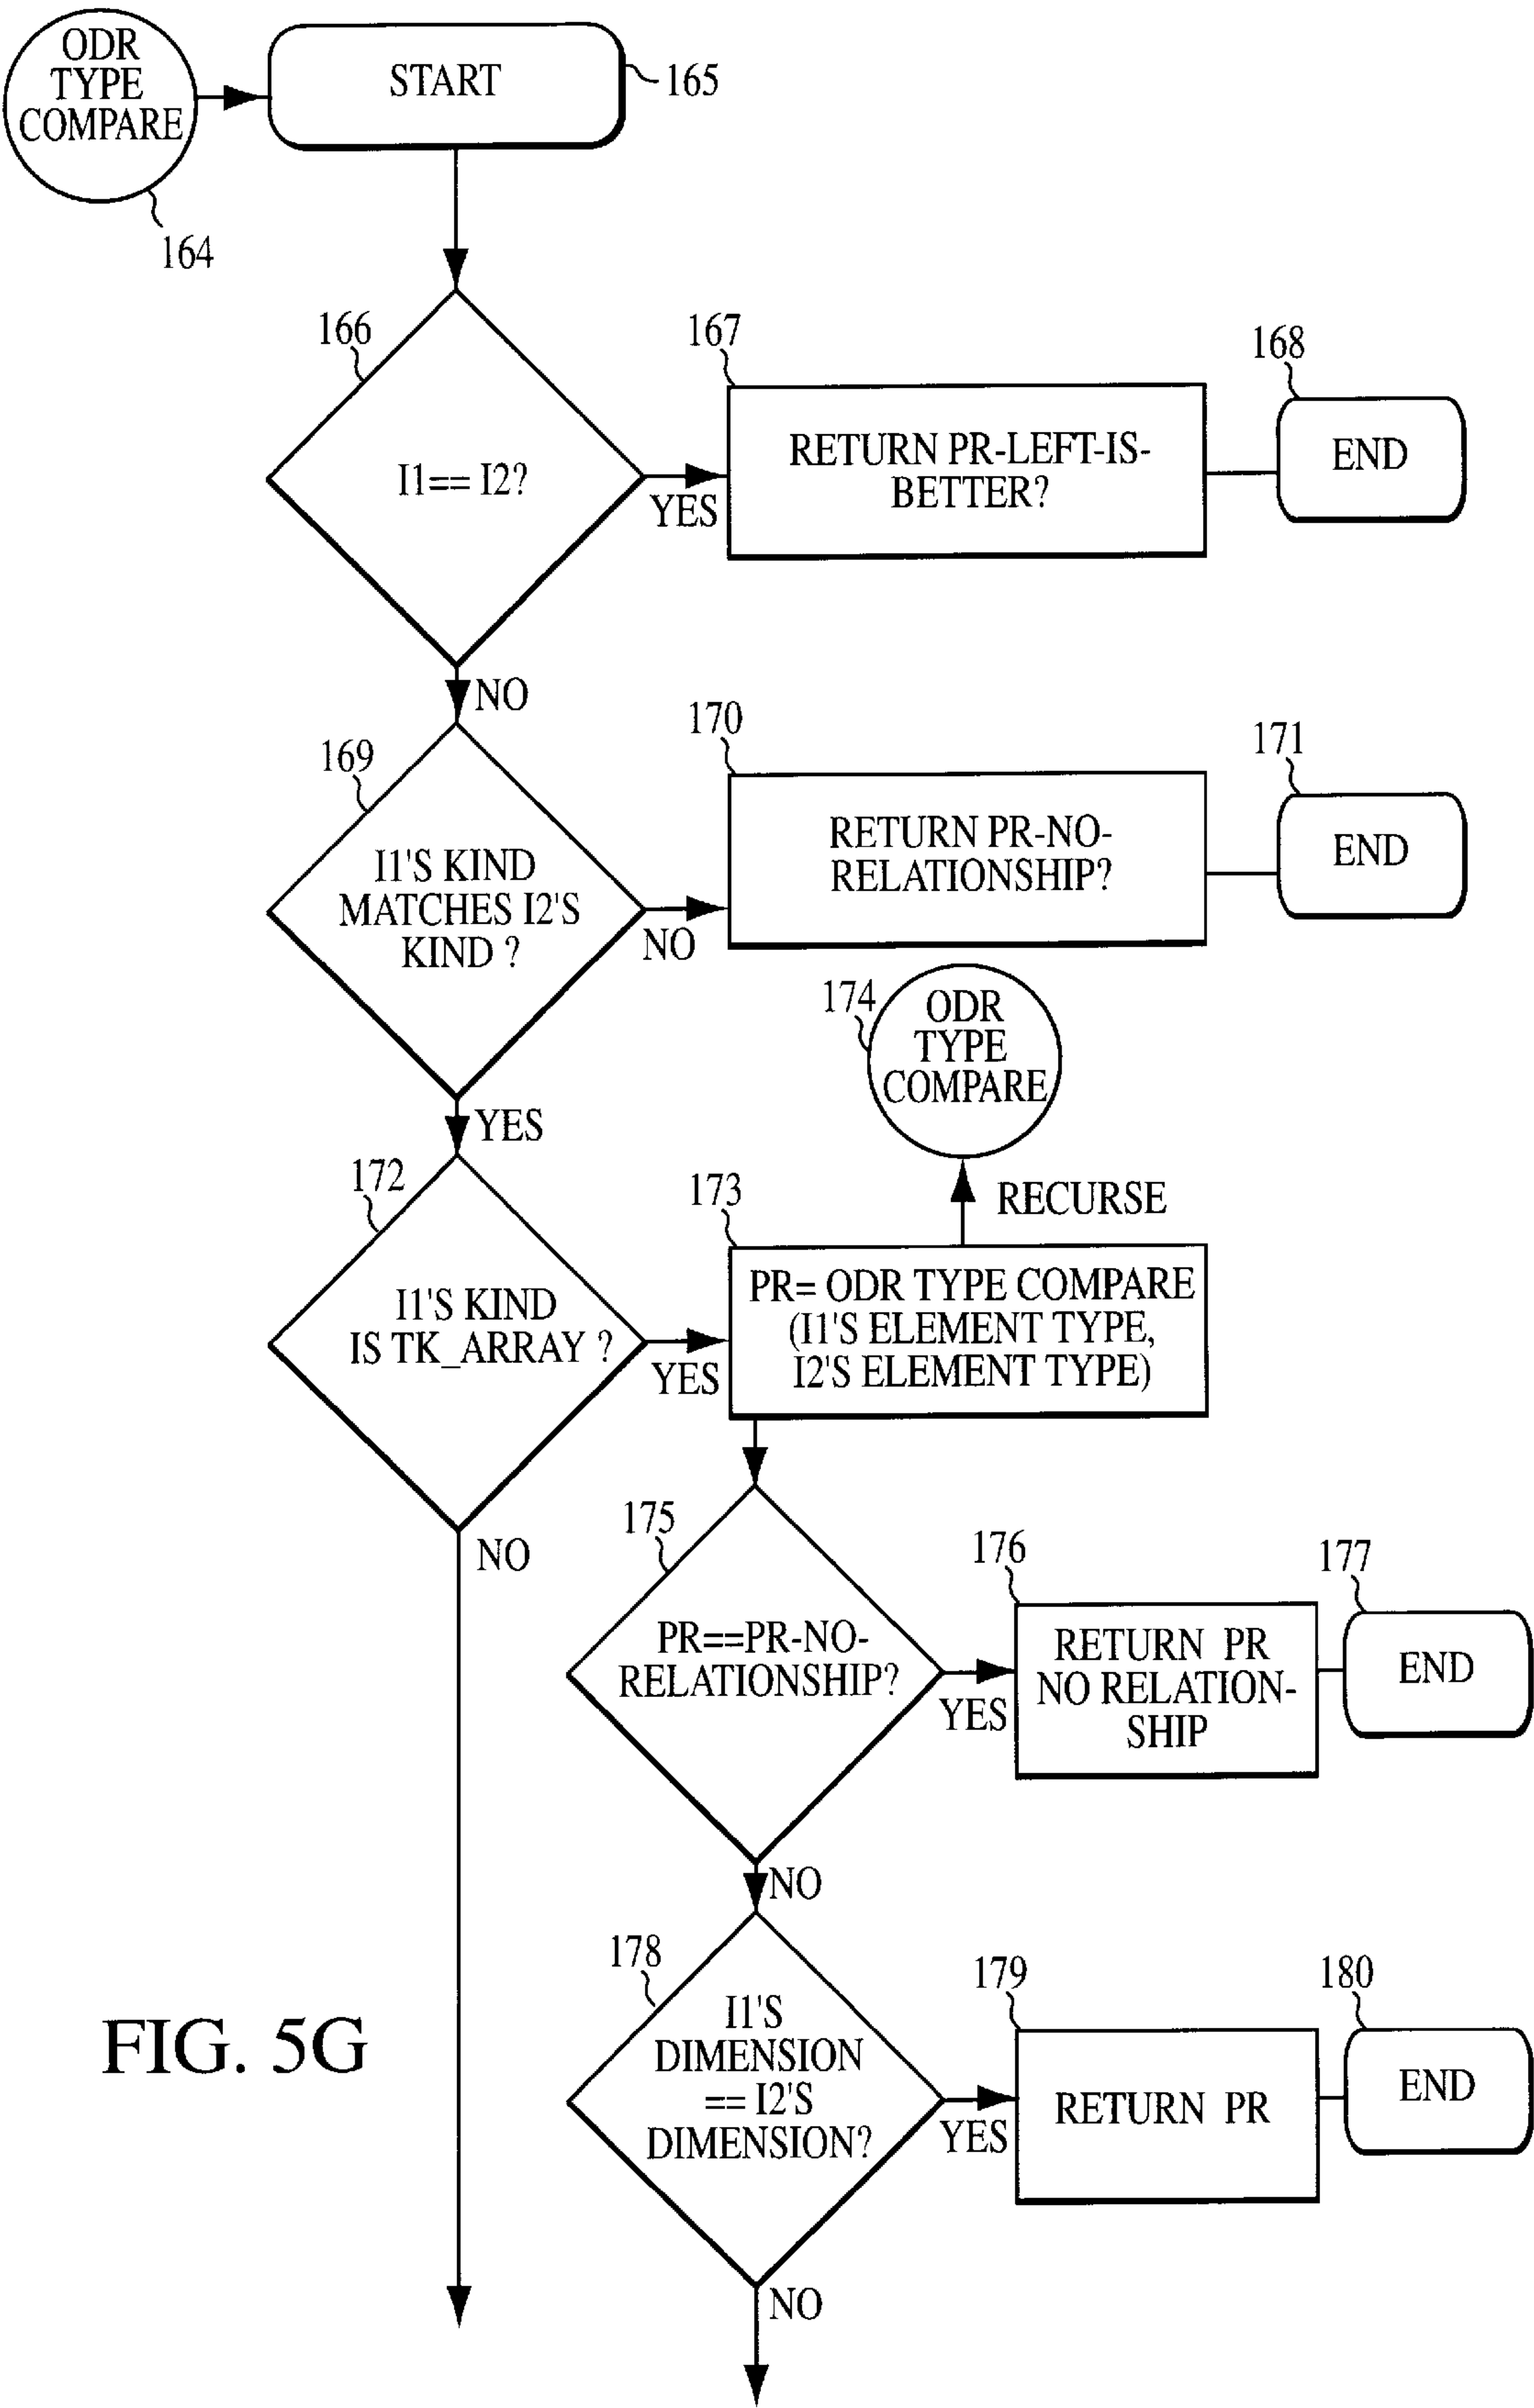 ODR
TYPE
COMPARE
164
START
165
166
I1== I2?
YES
NO
167
RETURN PR-LEFT-IS-
BETTER?
168
END
169
I1'S KIND
MATCHES I2'S
KIND ?
NO
YES
170
RETURN PR-NO-
RELATIONSHIP?
171
END
172
I1'S KIND
IS TK_ARRAY ?
YES
NO
174
ODR
TYPE
COMPARE
RECURSE
173
PR= ODR TYPE COMPARE
(I1'S ELEMENT TYPE,
I2'S ELEMENT TYPE)
175
PR==PR-NO-
RELATIONSHIP?
YES
NO
176
RETURN PR
NO RELATION-
SHIP
177
END
178
I1'S
DIMENSION
== I2'S
DIMENSION?
YES
NO
179
RETURN PR
180
END
FIG. 5G